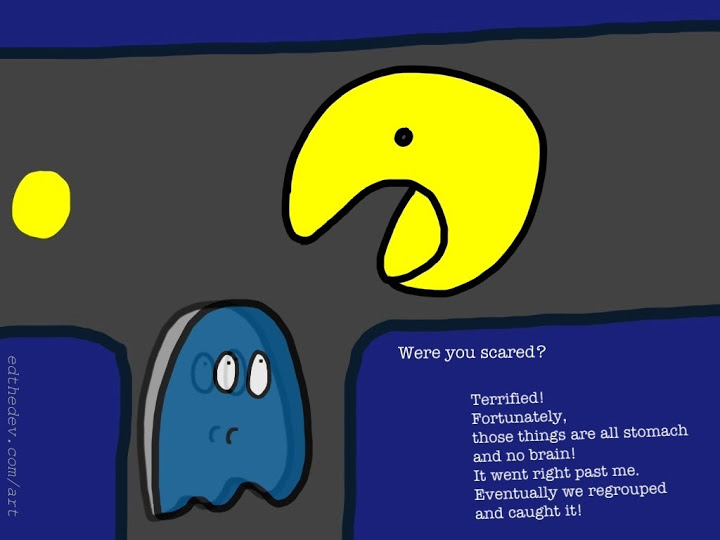 Were you scared?
Terrified!
Fortunately,
those things are all stomach
and no brain!
It went right past me.
Eventually we regrouped
and caught it!
edthedev.com/art